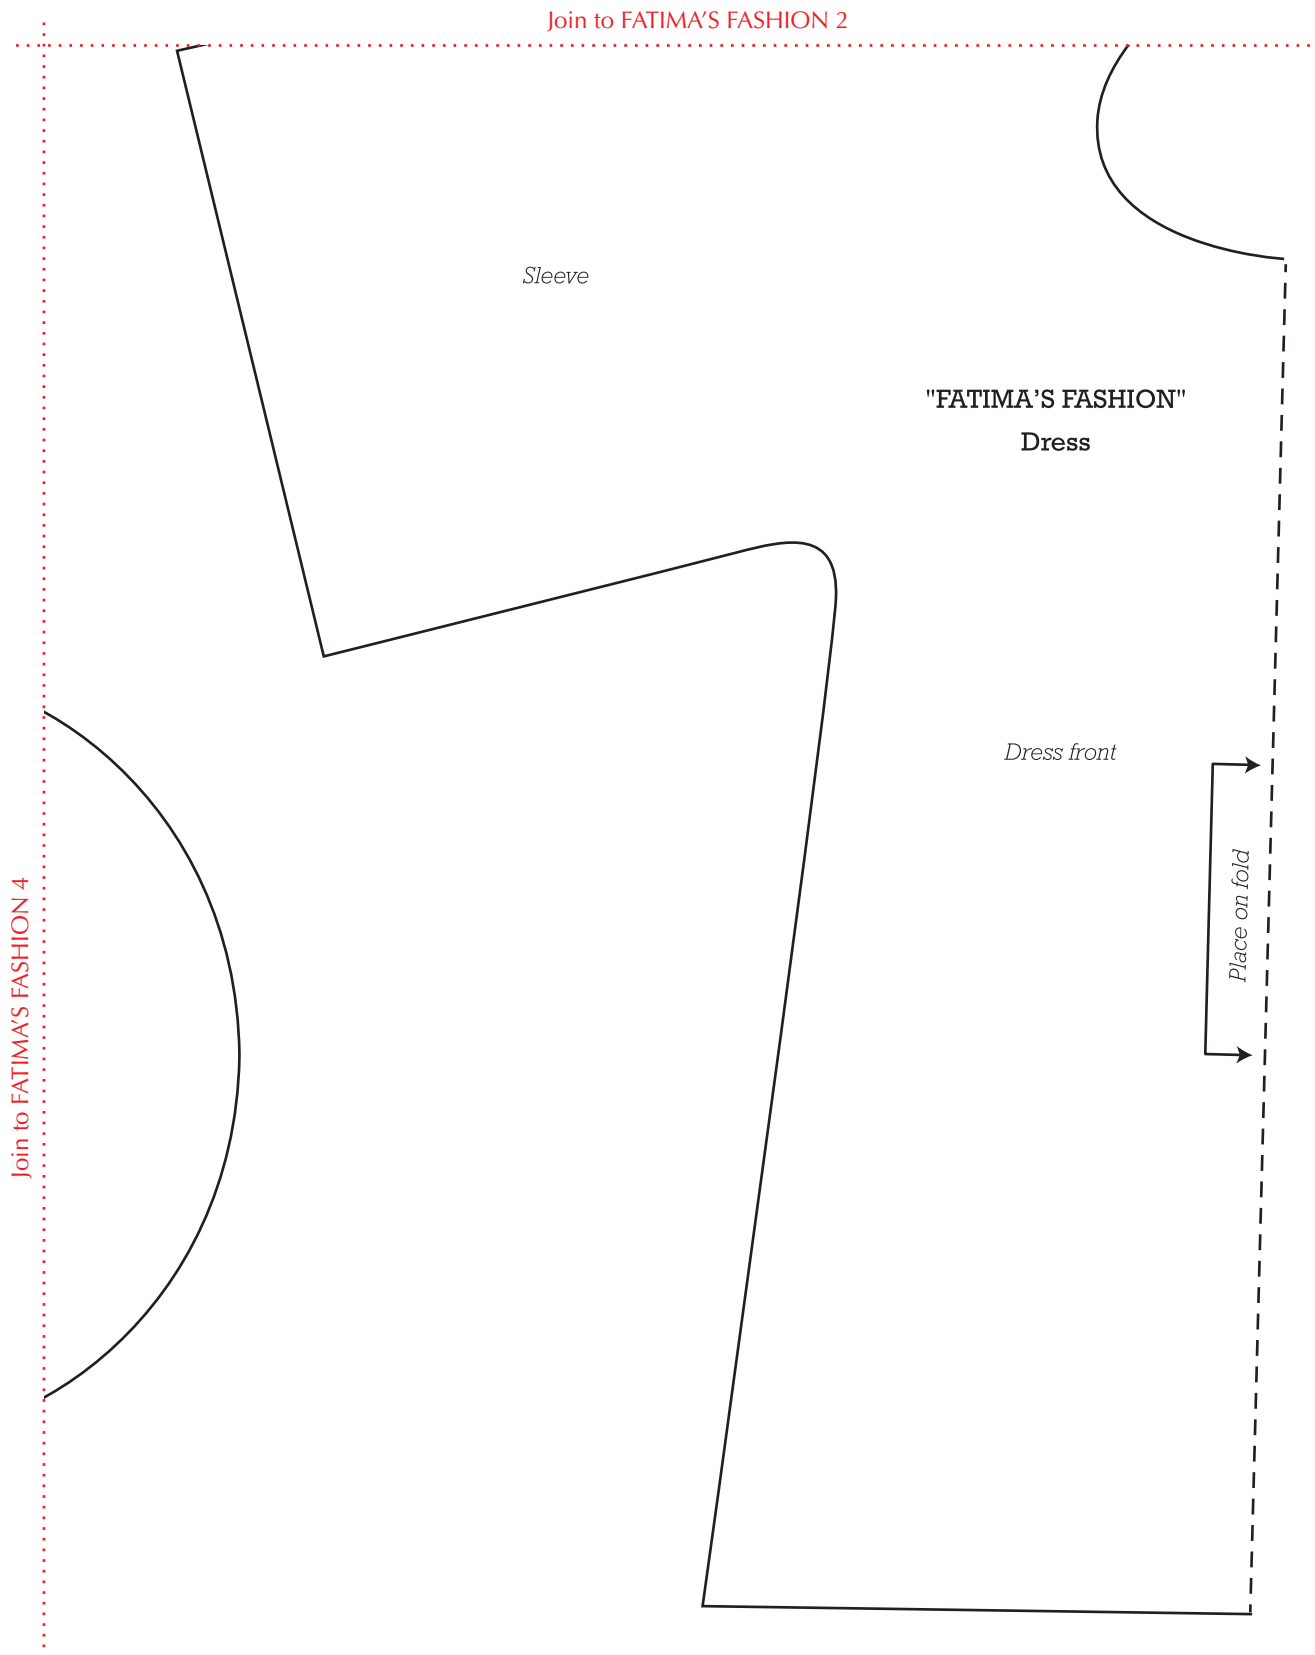 Join to FATIMA’S FASHION 2
Sleeve
"FATIMA’S FASHION"
Dress
Dress front
Place on fold
Join to FATIMA’S FASHION 4